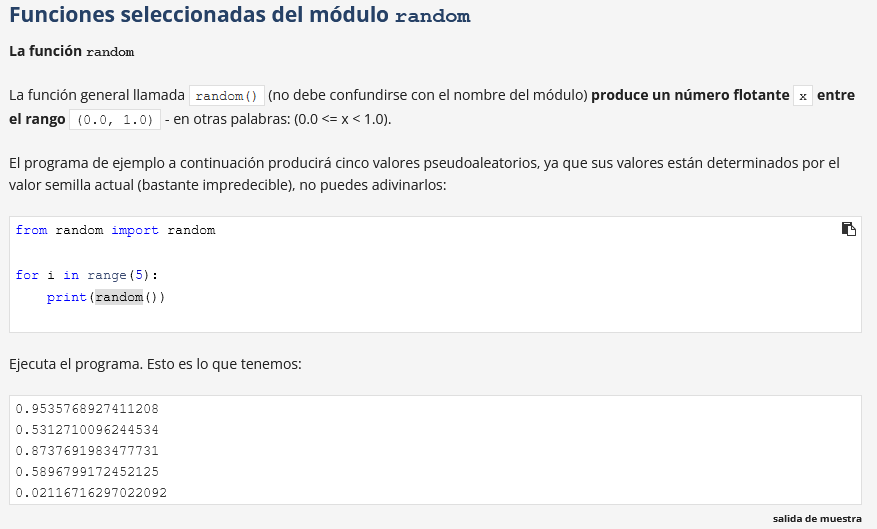 Funciones seleccionadas del módulo random
La función random
La función general llamada random() (no debe confundirse con el nombre del módulo) produce un número flotante x entre
el rango (0.0, 1.0) - en otras palabras: (0.0 <= x < 1.0).
El programa de ejemplo a continuación producirá cinco valores pseudoaleatorios, ya que sus valores están determinados por el
valor semilla actual (bastante impredecible), no puedes adivinarlos:
from random import random
for i in range(5):
    print(random())
Ejecuta el programa. Esto es lo que tenemos:
0.9535768927411208
0.5312710096244534
0.8737691983477731
0.5896799172452125
0.02116716297022092
salida de muestra